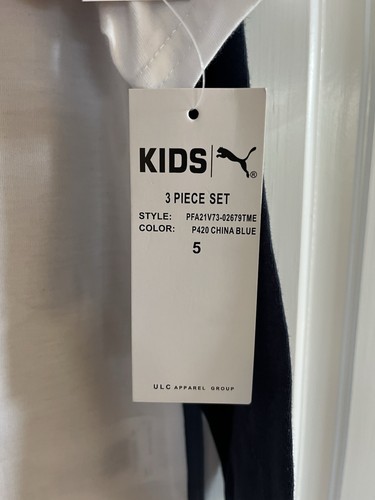 KIDS
3 PIECE SET
STYLE: PFA21V73-02679TME
COLOR: P420 CHINA BLUE
5
ULC APPAREL GROUP